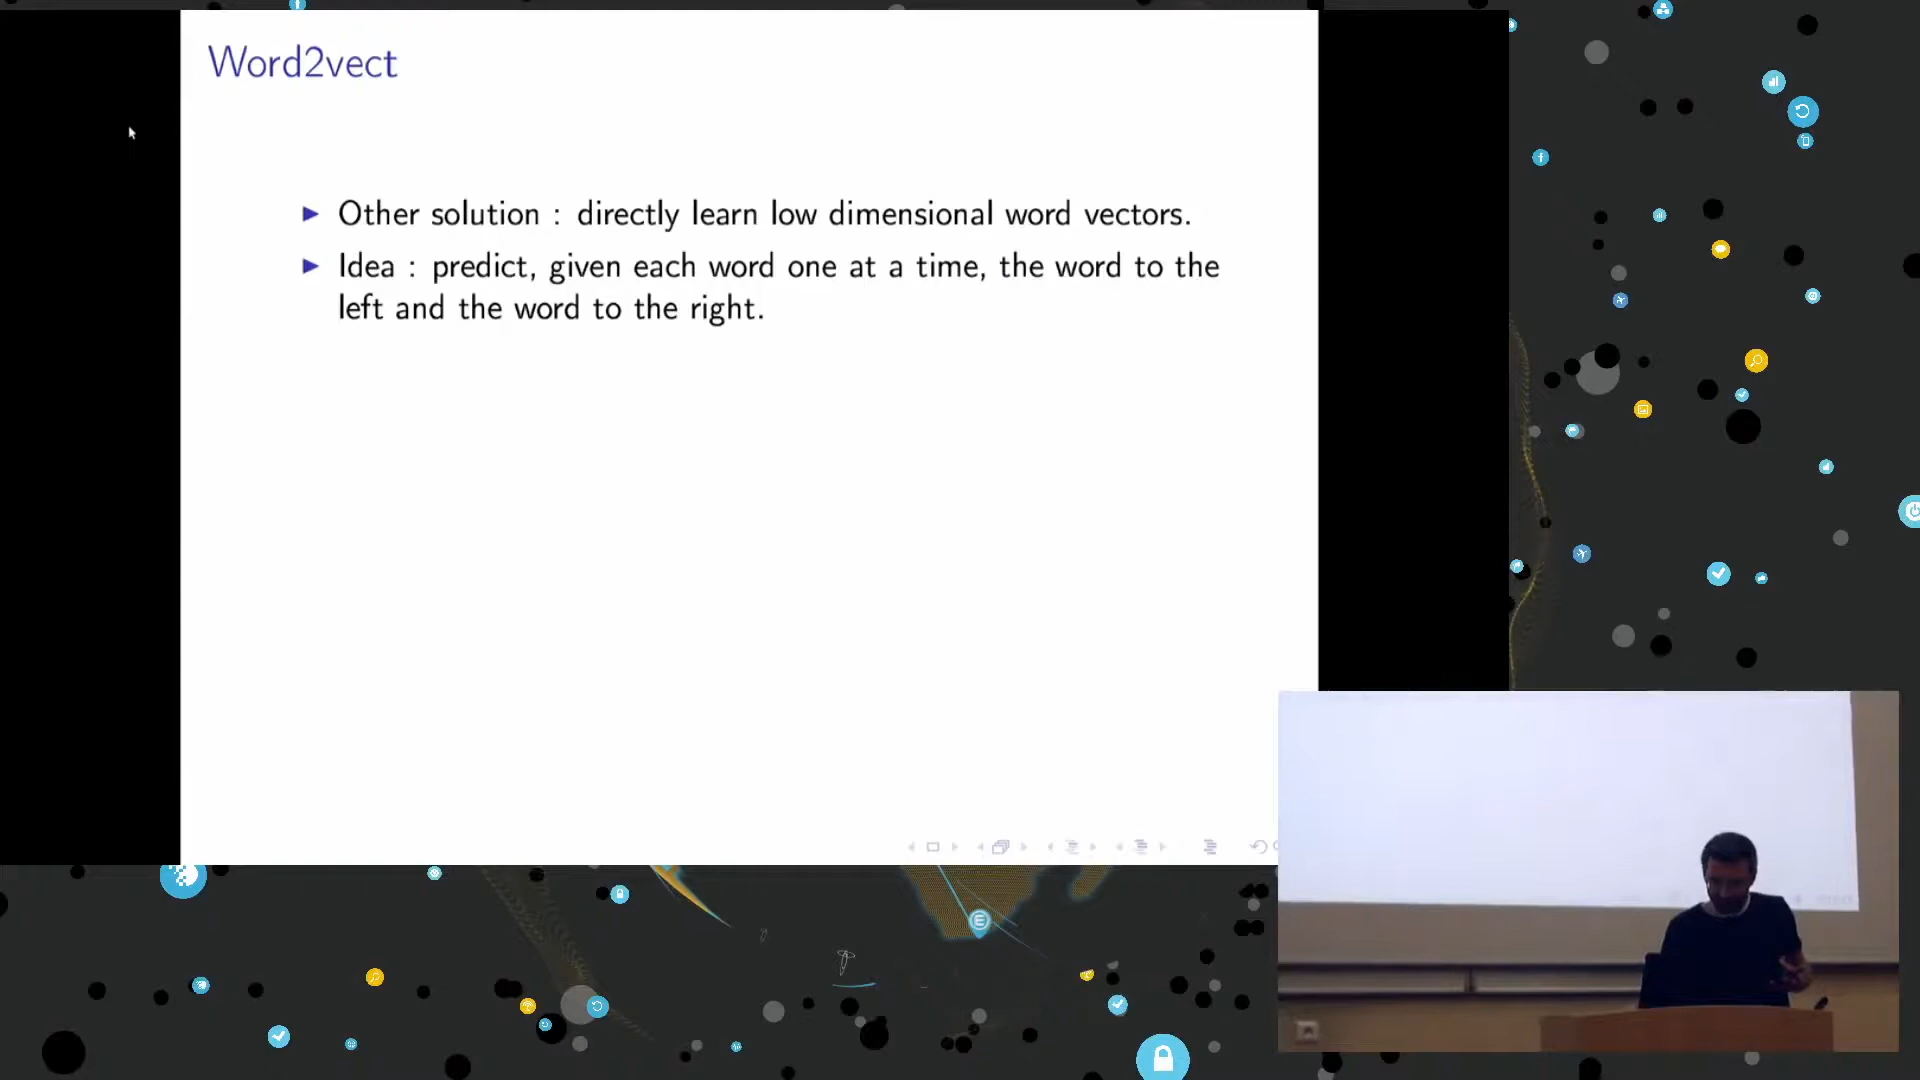 Word2vect
Other solution : directly learn low dimensional word vectors.
Idea : predict, given each word one at a time, the word to the
left and the word to the right.